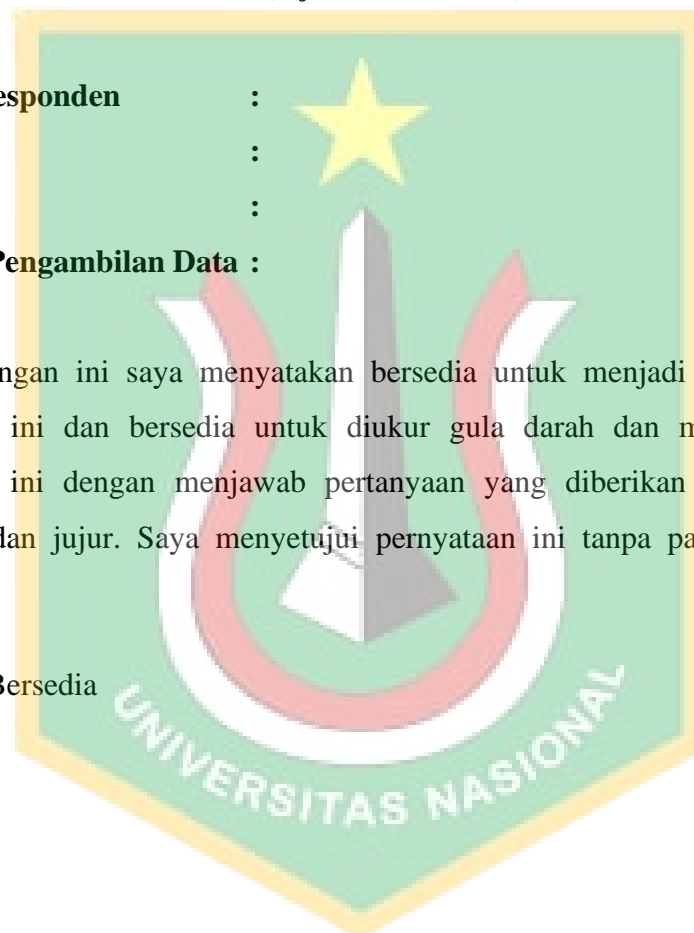 esponden :
:
:
Pengambilan Data :
ngan ini saya menyatakan bersedia untuk menjadi
ini dan bersedia untuk diukur gula darah dan m
ini dengan menjawab pertanyaan yang diberikan
dan jujur. Saya menyetujui pernyataan ini tanpa pa
Bersedia
UNIVERSITAS NASIONAL